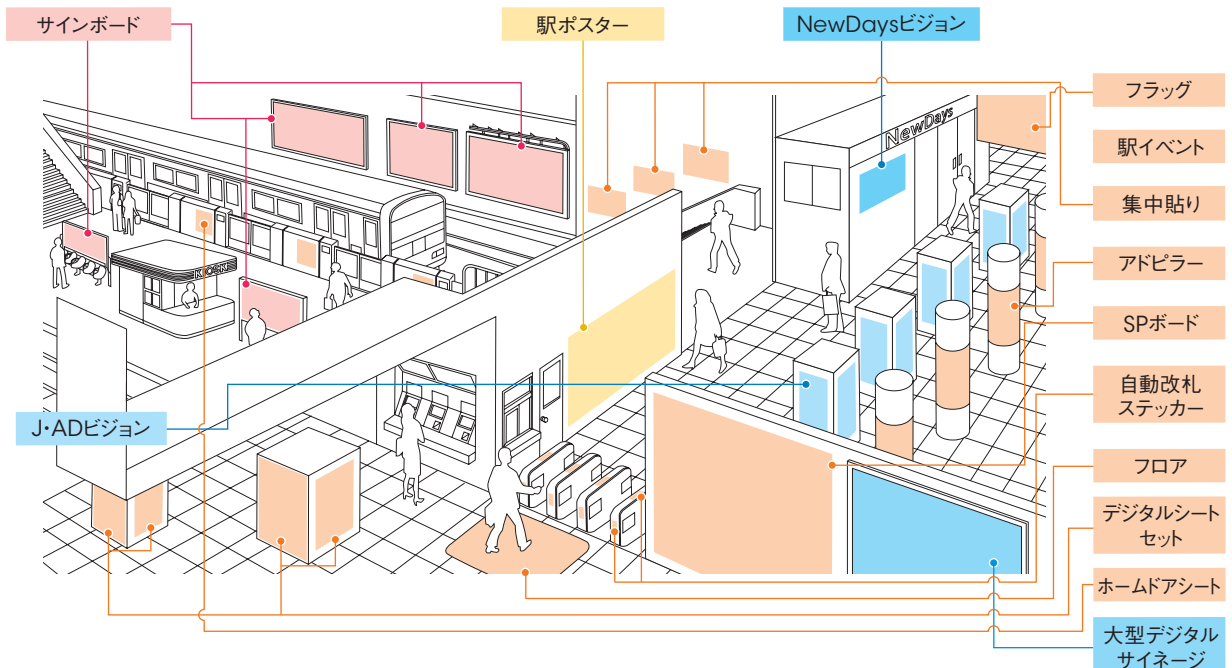 サインボード
駅ポスター
NewDaysビジョン
フラッグ
駅イベント
集中貼り
アドピラー
SPボード
自動改札
ステッカー
フロア
デジタルシート
セット
ホームドアシート
大型デジタル
サイネージ
J・ADビジョン
NewDays
KIOSK